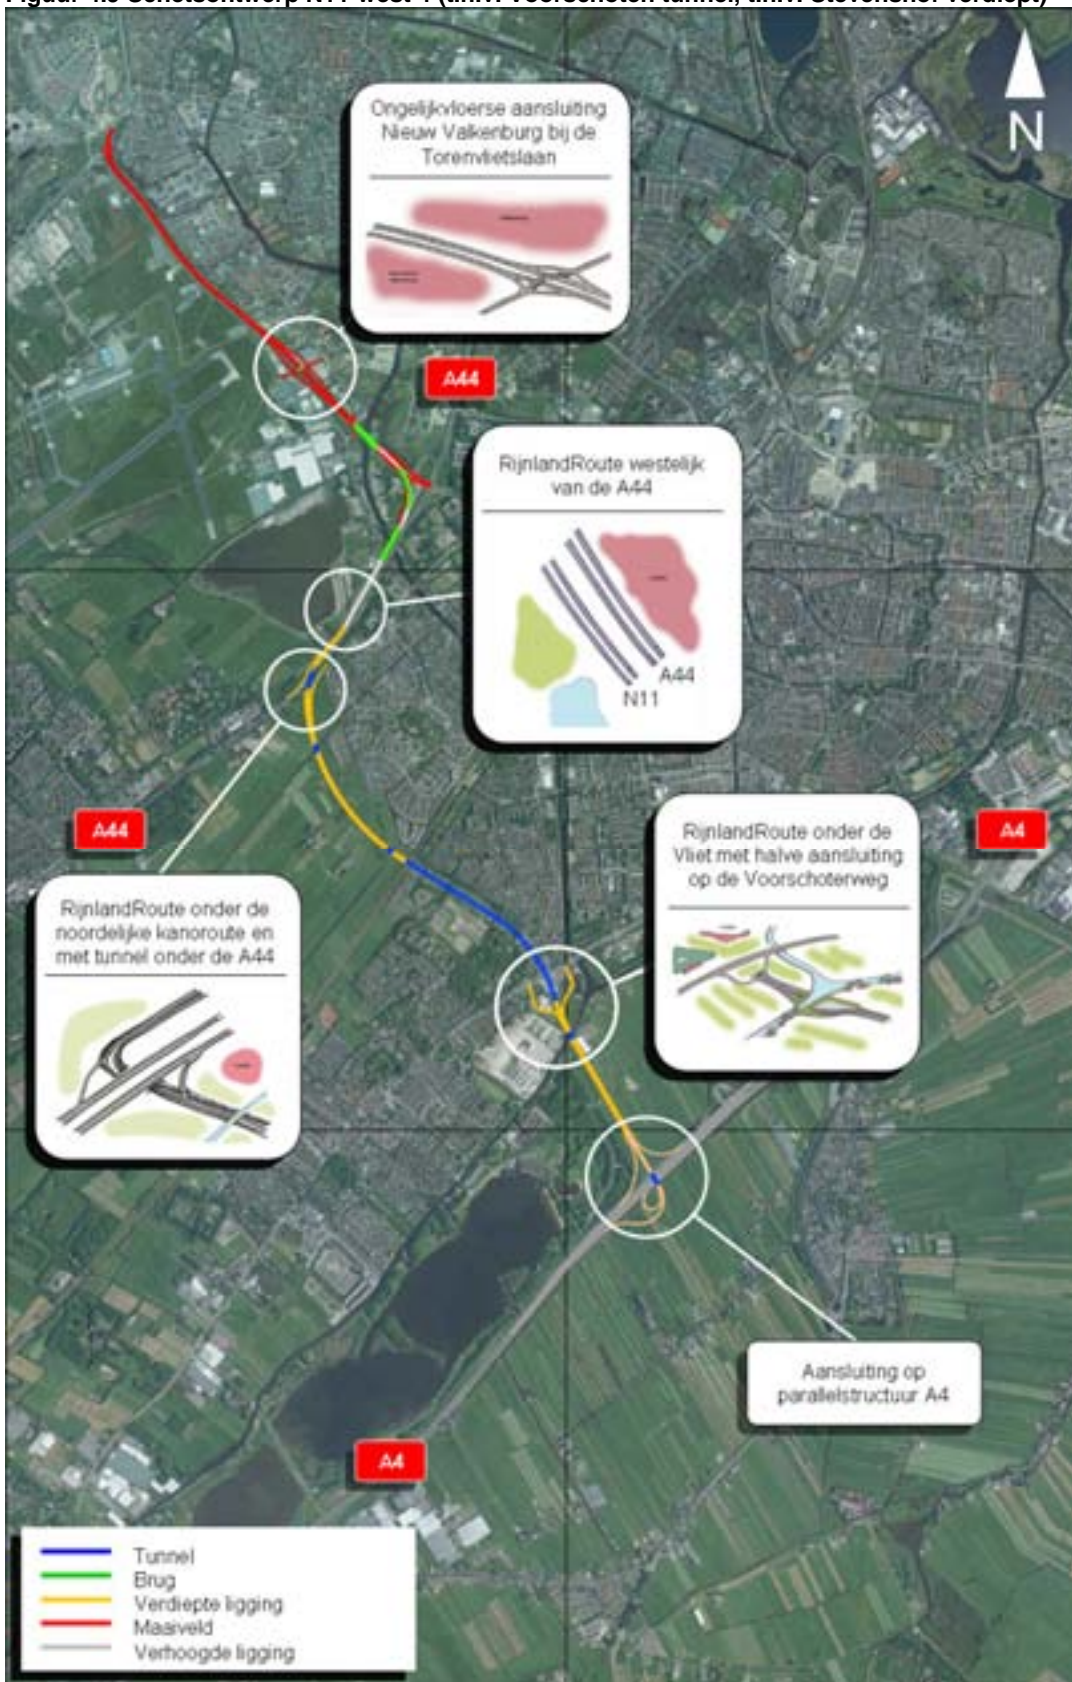 Ongelijkvloerse aansluiting
Nieuw Valkenburg bij de
Torenvlietslaan
A44
RijnlandRoute westelijk
van de A44
A44
N11
N
A44
RijnlandRoute onder de
noordelijke kanoroute en
met tunnel onder de A44
RijnlandRoute onder de
Vliet met halve aansluiting
op de Voorschoterweg
A4
Aansluiting op
parallelstructuur A4
A4
Tunnel
Brug
Verdiepte ligging
Maaiveld
Verhoogde ligging